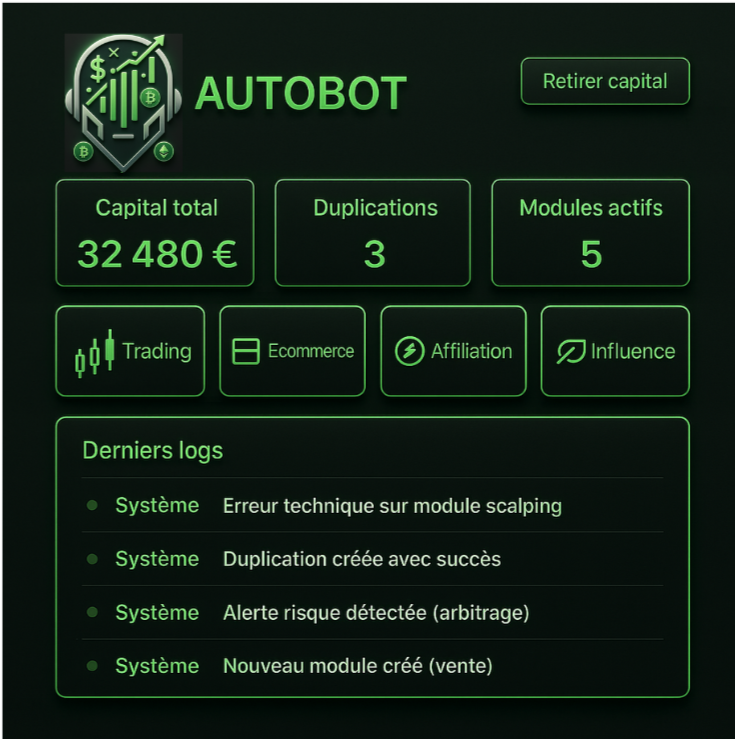 AUTOBOT
Retirer capital
Capital total
32 480 €
Duplications
3
Modules actifs
5
Trading
Ecommerce
Affiliation
Influence
Derniers logs
Système Erreur technique sur module scalping
Système Duplication créée avec succès
Système Alerte risque détectée (arbitrage)
Système Nouveau module créé (vente)